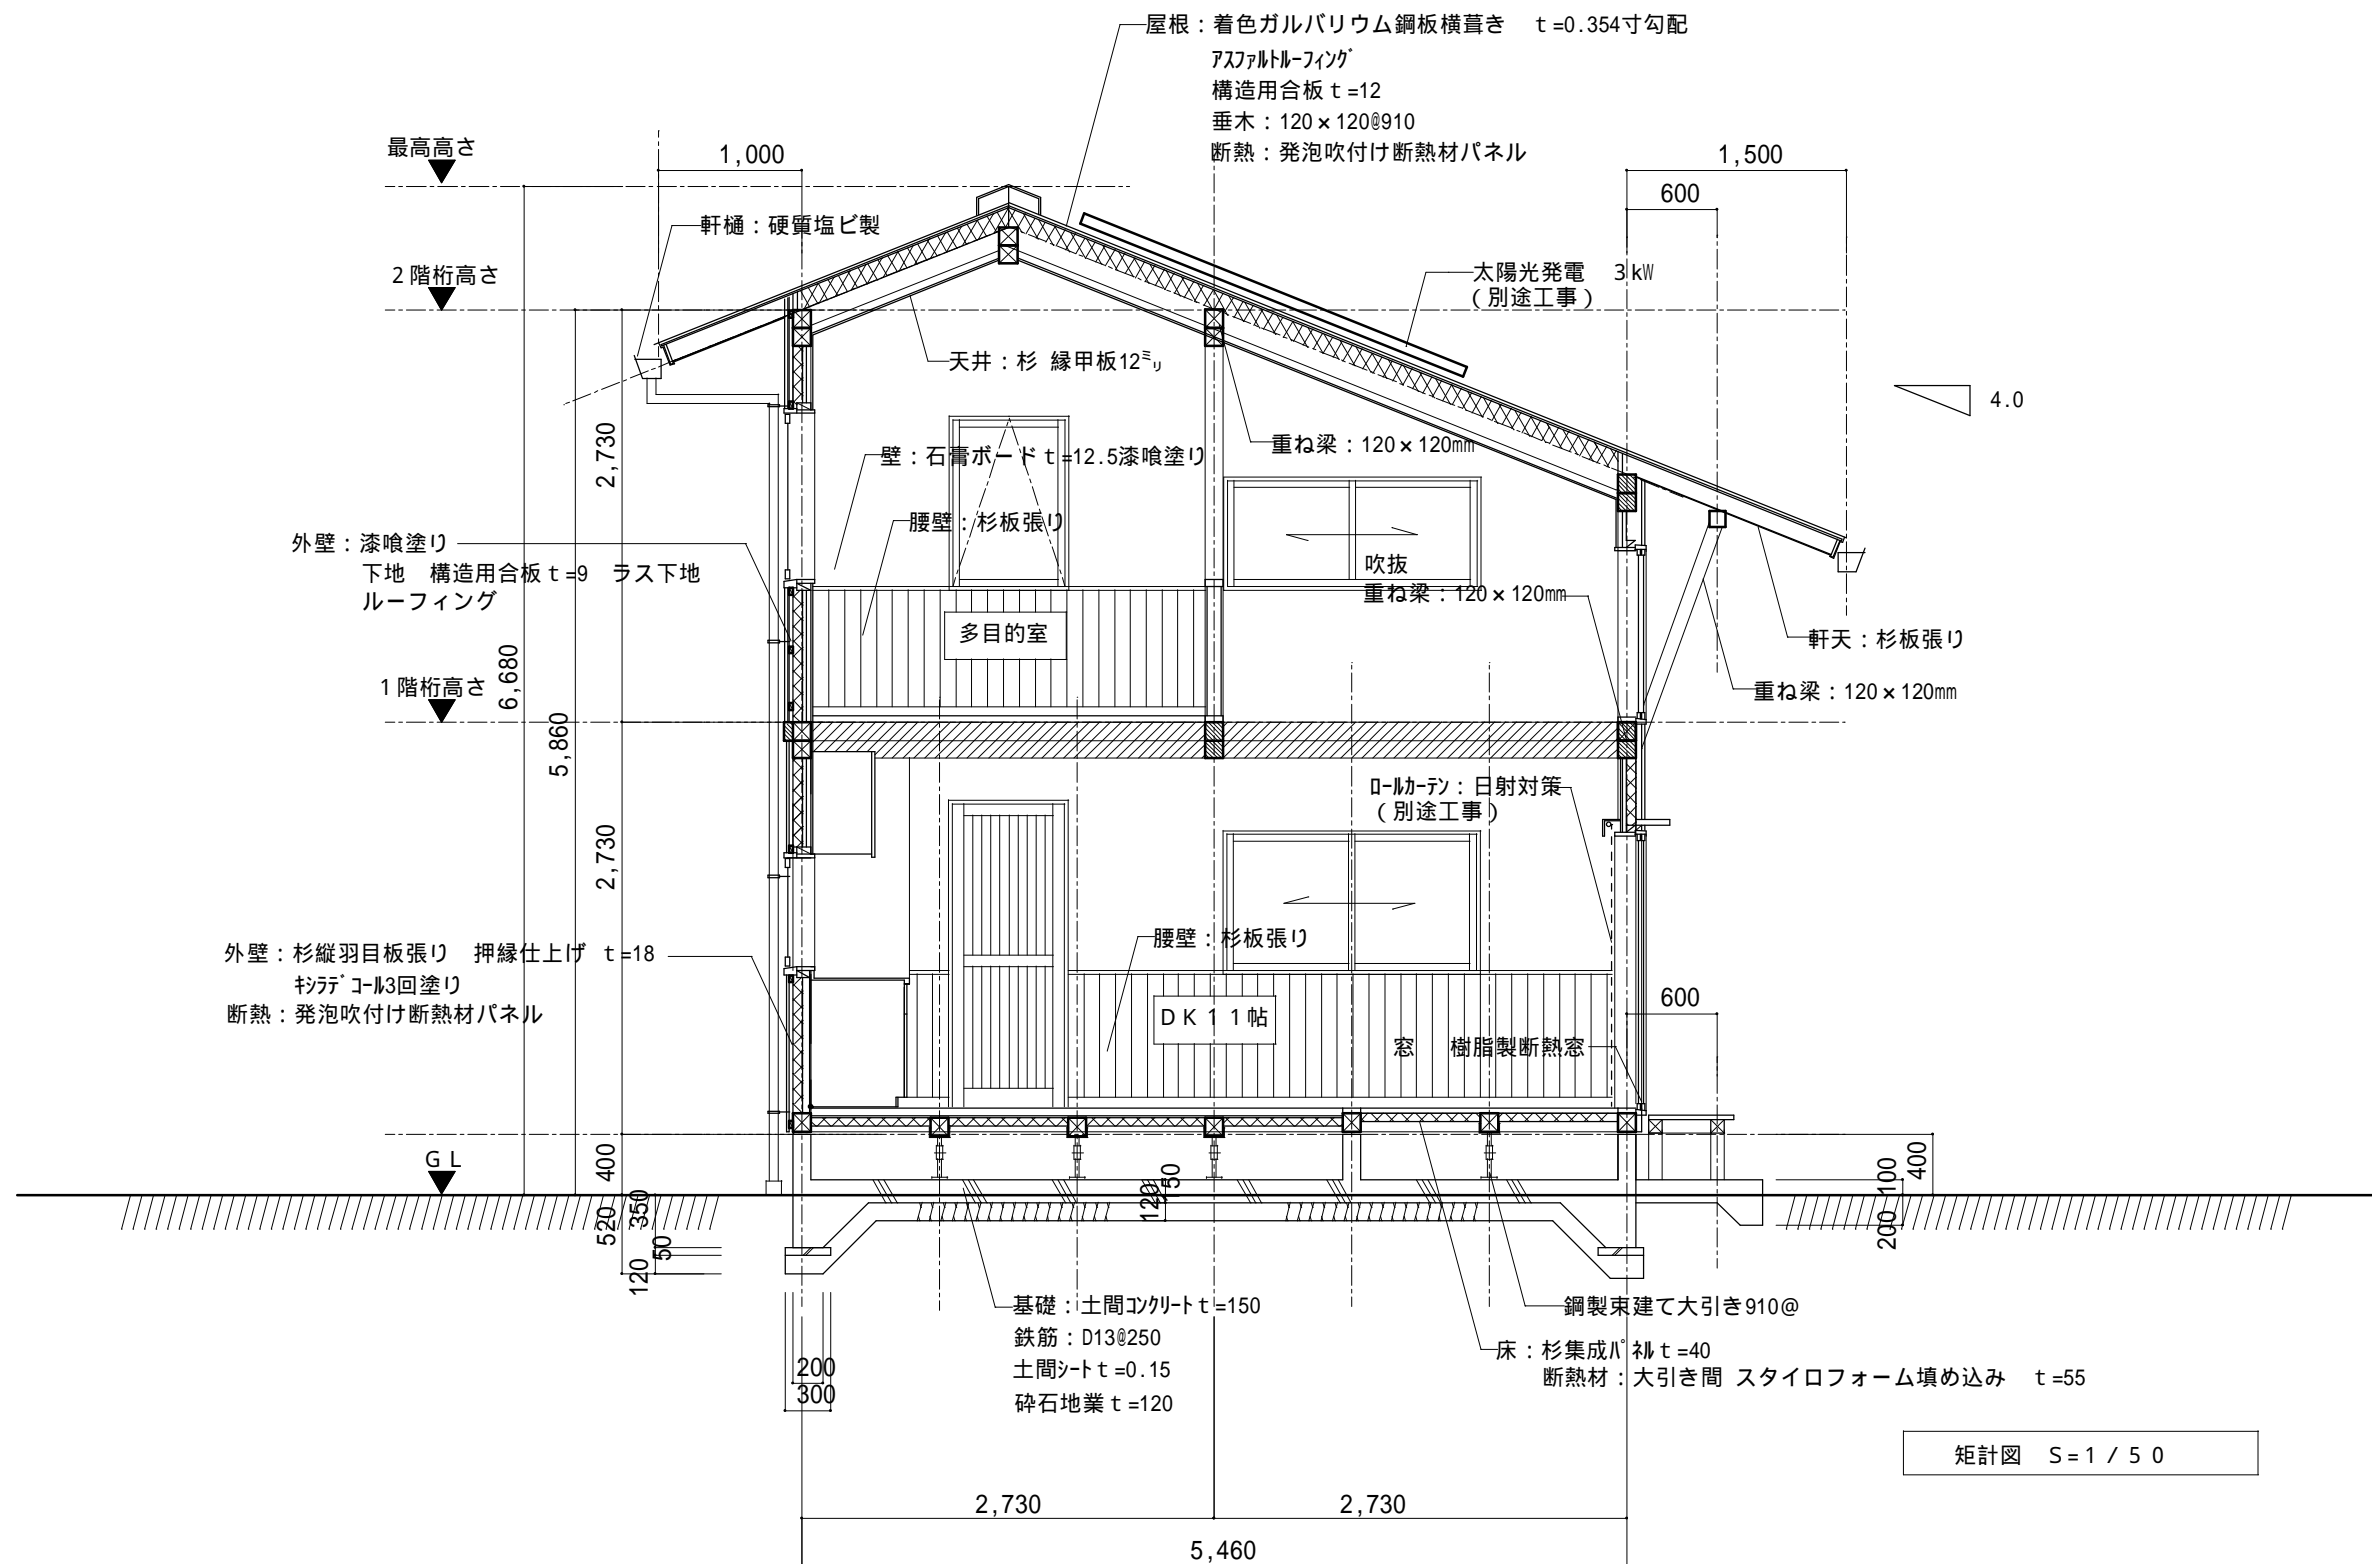 屋根：着色ガルバリウム鋼板横葺き　ｔ=0.354寸勾配
ｱｽﾌｧﾙﾄﾙｰﾌｨﾝｸﾞ
構造用合板ｔ=12
垂木：120×120@910
断熱：発泡吹付け断熱材パネル
最高高さ
1,000
1,500
600
軒樋：硬質塩ビ製
2階桁高さ
太陽光発電　3kW
（別途工事）
天井：杉 縁甲板12ﾐﾘ
4.0
2,730
重ね梁：120×120mm
壁：石膏ボードｔ=12.5漆喰塗り
腰壁：杉板張り
外壁：漆喰塗り
下地　構造用合板ｔ=9　ラス下地
ルーフィング
吹抜
重ね梁：120×120mm
多目的室
軒天：杉板張り
6,680
1階桁高さ
重ね梁：120×120mm
5,860
ﾛｰﾙｶｰﾃﾝ：日射対策
（別途工事）
2,730
腰壁：杉板張り
外壁：杉縦羽目板張り　押縁仕上げ　ｔ=18
ｷｼﾗﾃﾞｺｰﾙ3回塗り
断熱：発泡吹付け断熱材パネル
600
ＤＫ１１帖
窓　樹脂製断熱窓
ＧＬ
400
400
100
120
150
520
350
200
50
120
基礎：土間ｺﾝｸﾘｰﾄｔ=150
鉄筋：D13@250
土間ｼｰﾄｔ=0.15
砕石地業ｔ=120
鋼製束建て大引き910@
床：杉集成ﾊﾟﾈﾙｔ=40
断熱材：大引き間 スタイロフォーム填め込み　ｔ=55
200
300
矩計図　Ｓ=１/５０
2,730
2,730
5,460